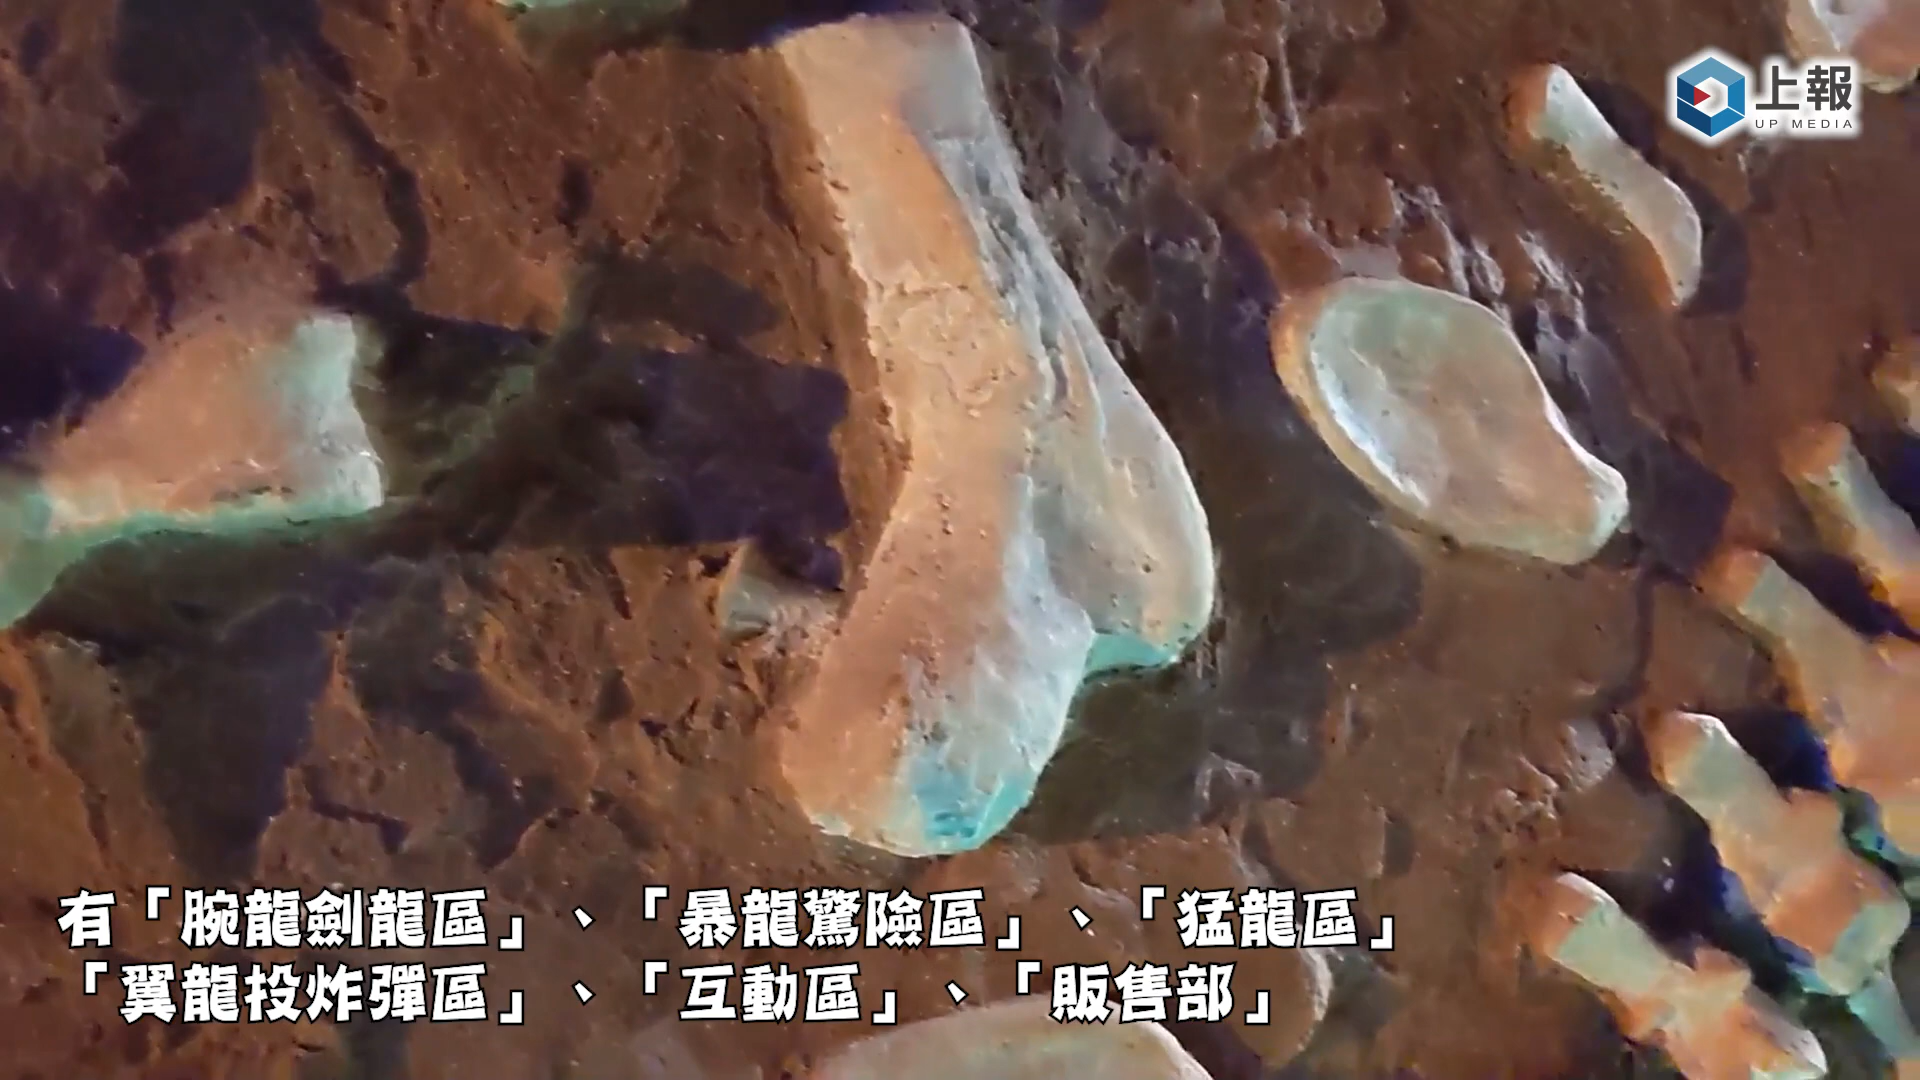 上報
UP MEDIA
有「腕龍劍龍區」、「暴龍驚險區」、「猛龍區」
「翼龍投炸彈區」、「互動區」、「販售部」